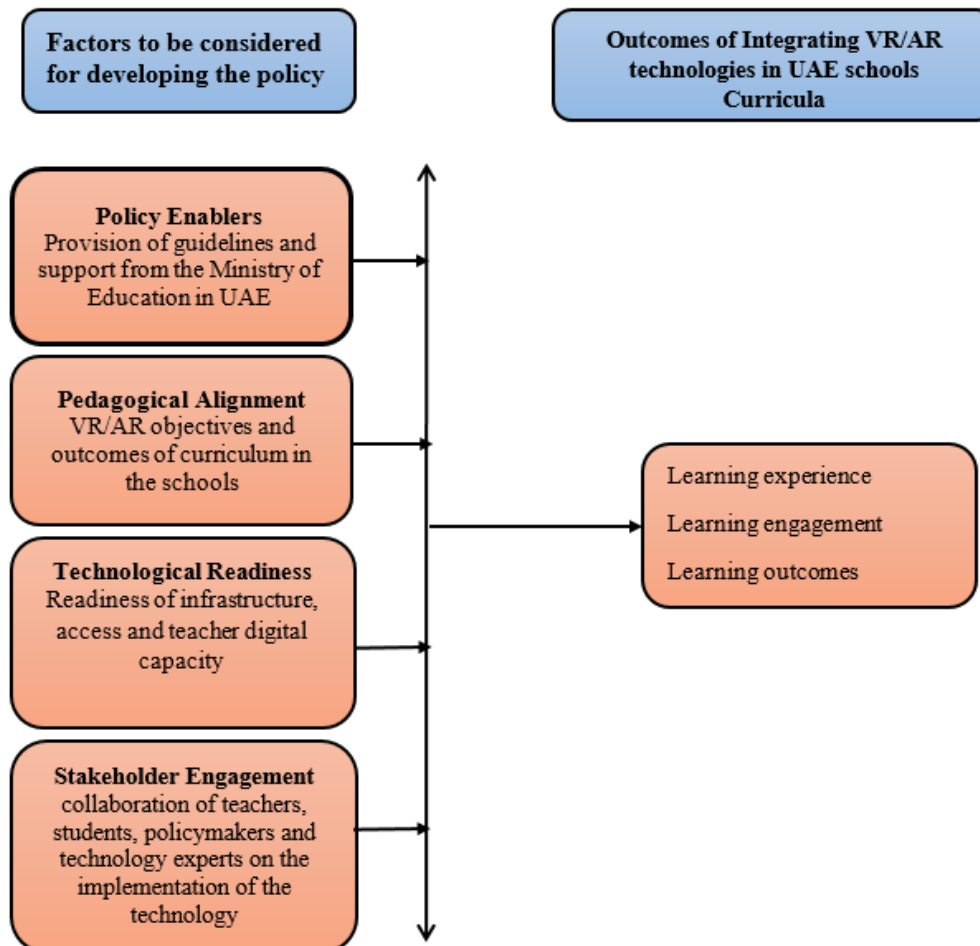 Factors to be considered
for developing the policy
Outcomes of Integrating VR/AR
technologies in UAE schools
Curricula
Policy Enablers
Provision of guidelines and
support from the Ministry of
Education in UAE
Pedagogical Alignment
VR/AR objectives and
outcomes of curriculum in
the schools
Technological Readiness
Readiness of infrastructure,
access and teacher digital
capacity
Stakeholder Engagement
collaboration of teachers,
students, policymakers and
technology experts on the
implementation of the
technology
Learning experience
Learning engagement
Learning outcomes